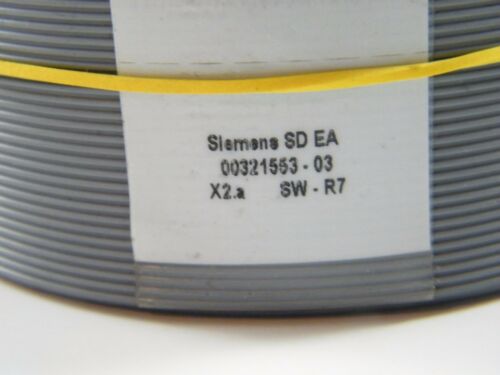 Siemens SD EA
00321553 - 03
X2.a SW - R7